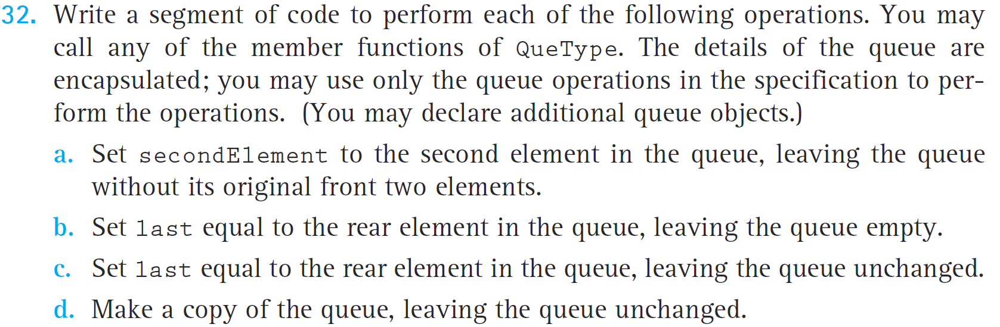 32. Write a segment of code to perform each of the following operations. You may
call any of the member functions of QueType. The details of the queue are
encapsulated; you may use only the queue operations in the specification to per-
form the operations. (You may declare additional queue objects.)
a. Set secondElement to the second element in the queue, leaving the queue
without its original front two elements.
b. Set last equal to the rear element in the queue, leaving the queue empty.
c. Set last equal to the rear element in the queue, leaving the queue unchanged.
d. Make a copy of the queue, leaving the queue unchanged.